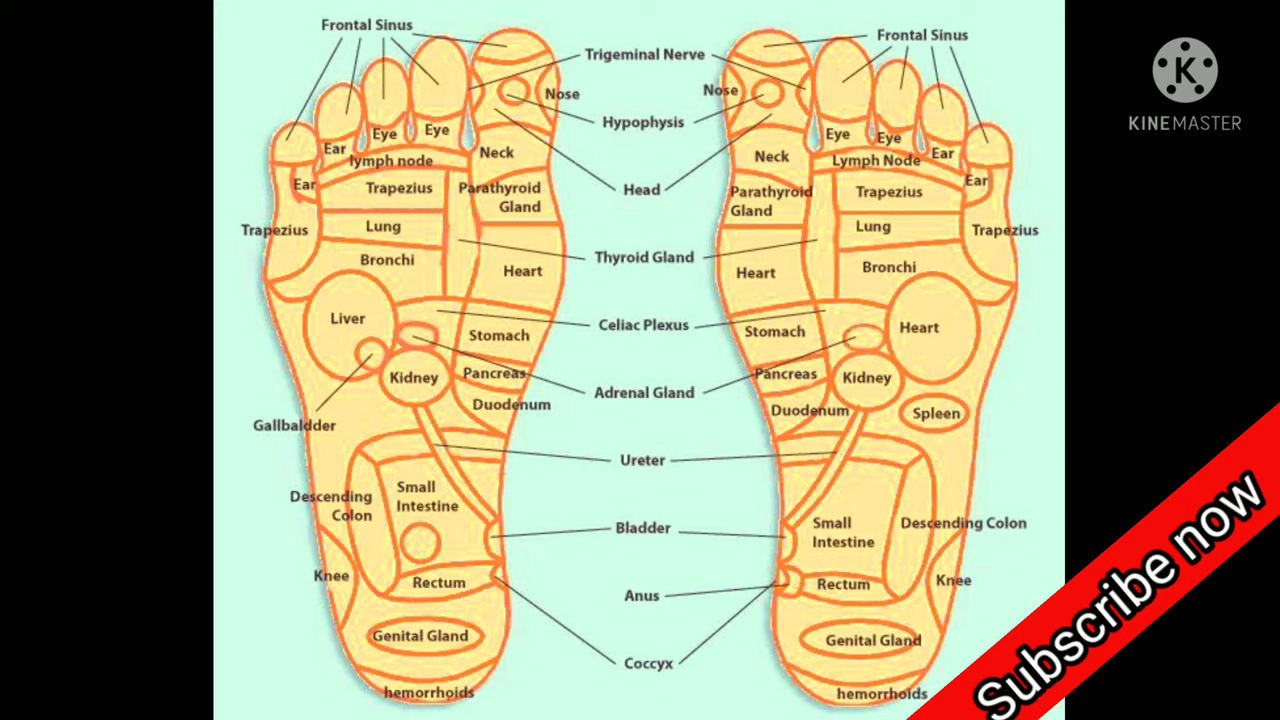 Frontal Sinus
Frontal Sinus
Trigeminal Nerve
Nose
Nose
Hypophysis
Eye
Eye
Eye
Eye
Ear
Ear
lymph node
Neck
Neck
Lymph Node
Ear
Ear
Head
Trapezius
Parathyroid
Gland
Parathyroid
Gland
Trapezius
Trapezius
Lung
Lung
Trapezius
Bronchi
Thyroid Gland
Bronchi
Heart
Heart
Liver
Celiac Plexus
Heart
Stomach
Stomach
Kidney
Pancreas
Pancreas
Kidney
Adrenal Gland
Duodenum
Duodenum
Spleen
Gallbaldder
Ureter
Descending
Colon
Small
Intestine
Small
Intestine
Descending Colon
Bladder
Knee
Rectum
Rectum
Knee
Anus
Genital Gland
Genital Gland
Coccyx
hemorrhoids
hemorrhoids
K
KINEMASTER
Subscribe now